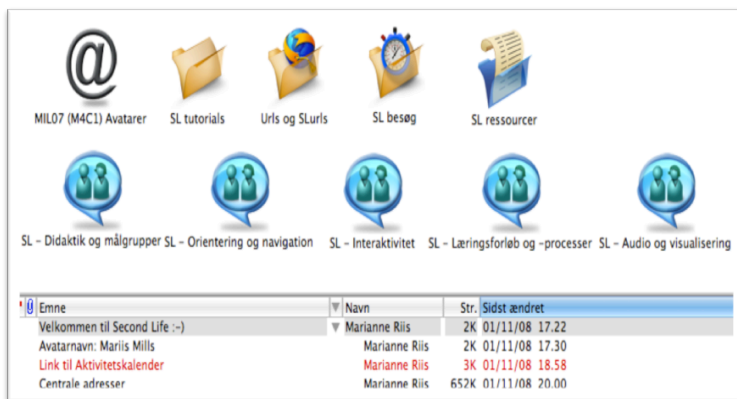 MIL07 (M4C1) Avatarer SL tutorials Urls og SLurls SL besøg SL ressourcer
SL - Didaktik og målgrupper SL - Orientering og navigation SL - Interaktivitet SL - Læringsforløb og -processer SL - Audio og visualisering
Emne Navn Str. Sidst ændret
Velkommen til Second Life :-) Marianne Riis 2K 01/11/08 17.22
Avatarnavn: Mariis Mills Marianne Riis 2K 01/11/08 17.30
Link til Aktivitetskalender Marianne Riis 3K 01/11/08 18.58
Centrale adresser Marianne Riis 652K 01/11/08 20.00